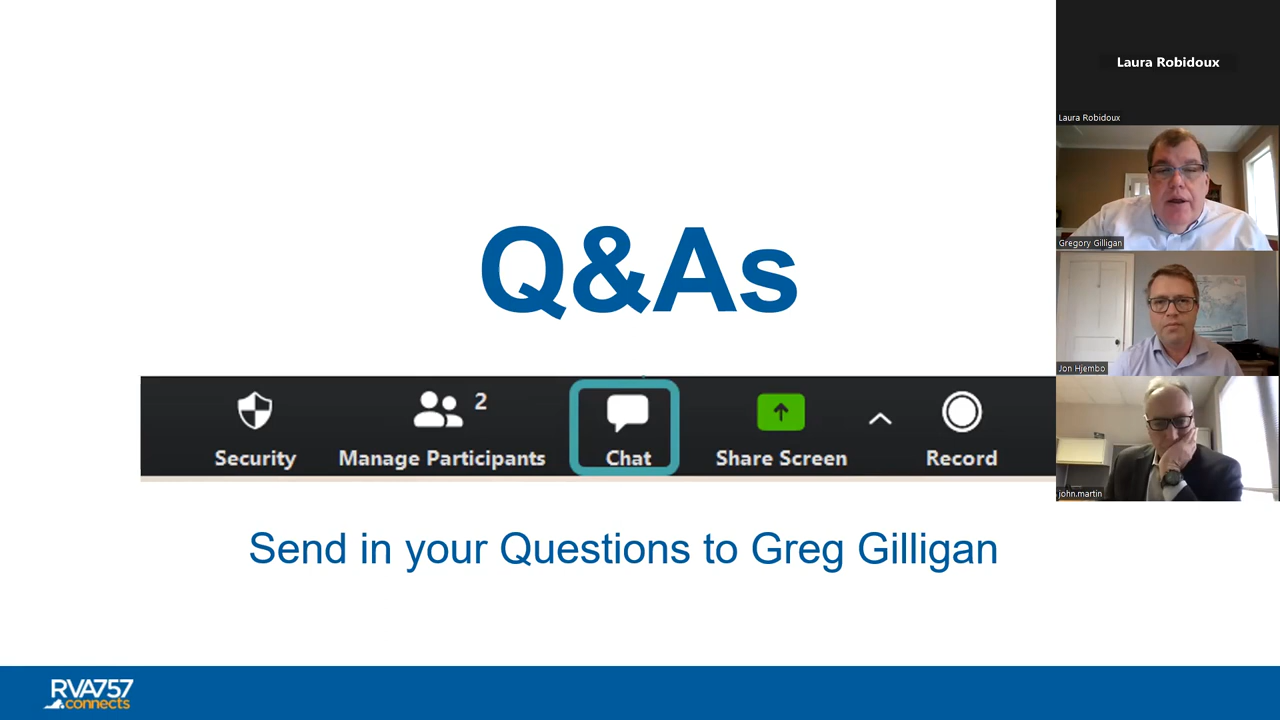 Laura Robidoux
Laura Robidoux
Gregory Gilligan
Jon Hjembo
john.martin
Q&As
2
Security
Manage Participants
Chat
Share Screen
Record
Send in your Questions to Greg Gilligan
RVA757
connects